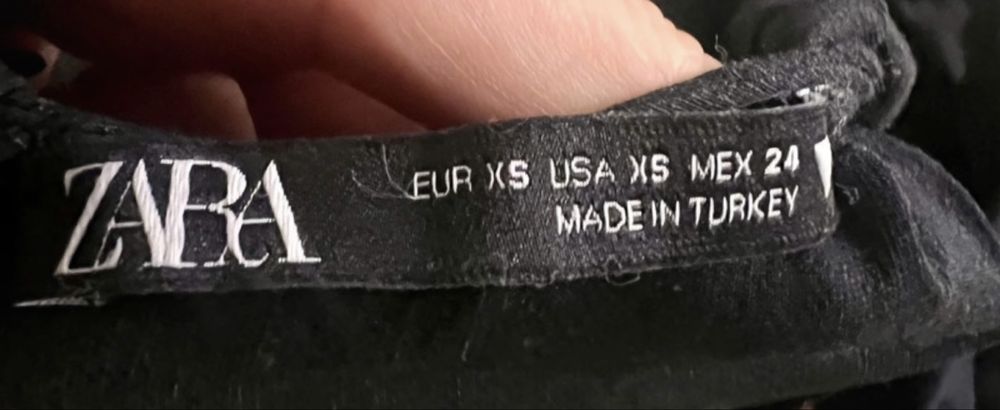 ZARA
EUR XS USA XS MEX 24
MADE IN TURKEY